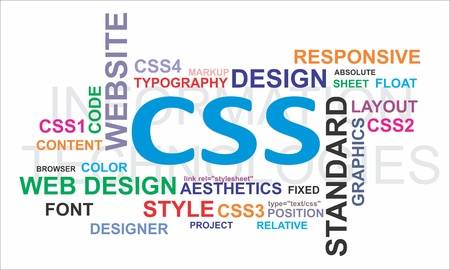 WEBSITE
CSS4
MARKUP
TYPOGRAPHY
DESIGN
RESPONSIVE
ABSOLUTE
SHEET FLOAT
INFORMATION
CODE
CSS1
CSS
STANDARD
LAYOUT
CSS2
GRAPHICS
CONTENT
TECHNOLOGIES
BROWSER
COLOR
WEB DESIGN
link rel="stylesheet"
AESTHETICS
FIXED
FONT
STYLE
CSS3
type="text/css"
POSITION
DESIGNER
PROJECT
RELATIVE